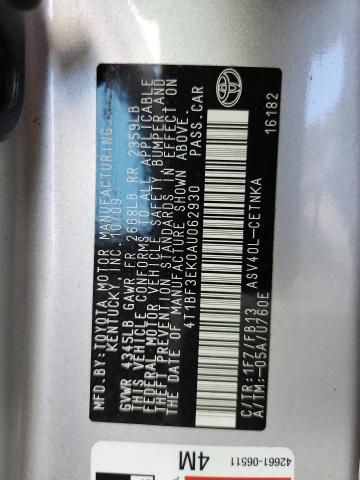 MFD.BY:TOYOTA MOTOR MANUFACTURING
KENTUCKY, INC. 10/09
GVWR 4345LB GAWR FR 2668LB RR 2359LB
THIS VEHICLE CONFORMS TO ALL APPLICABLE
FEDERAL MOTOR VEHICLE SAFETY, BUMPER AND
THEFT PREVENTION STANDARDS IN EFFECT ON
THE DATE OF MANUFACTURE SHOWN ABOVE.
4T1BF3EK0AU062930 PASS.CAR
C/TR:1FZ/FB13 ASV40L-CETNKA
A/TM:-05A/U760E 16182
42661-06511
4M